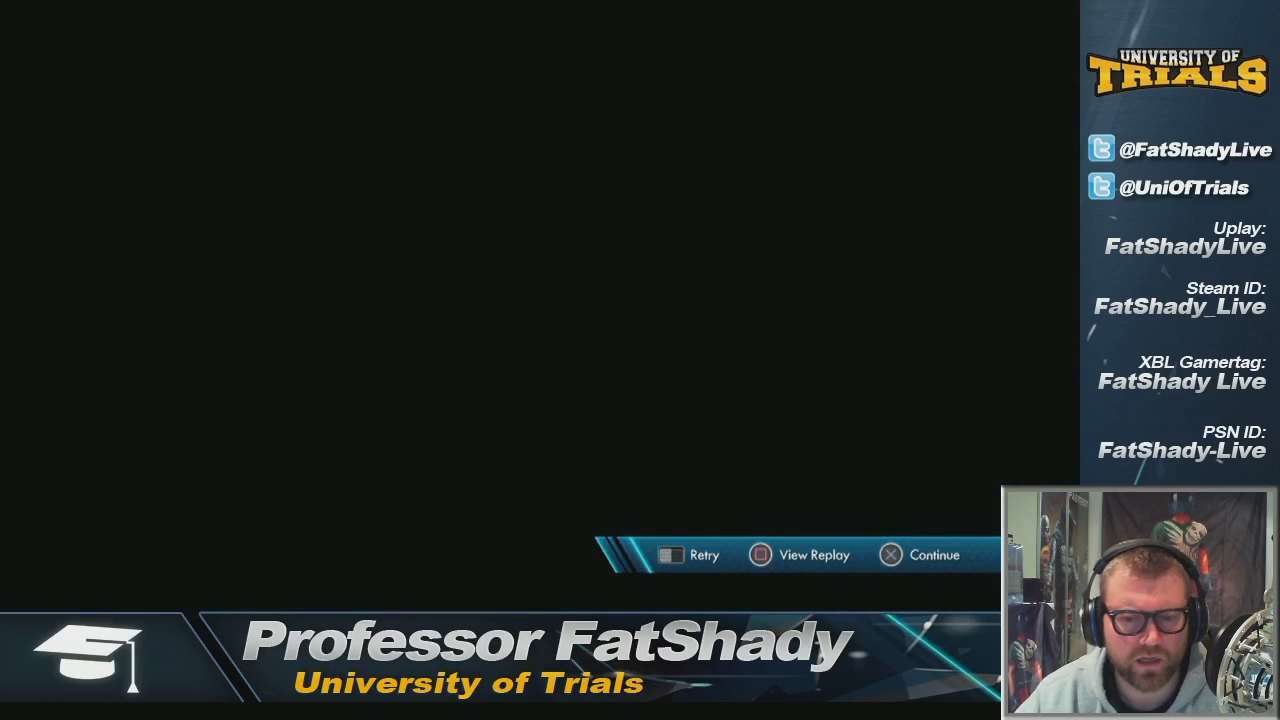 UNIVERSITY OF
TRIALS
@FatShadyLive
@UniOfTrials
Uplay:
FatShadyLive
Steam ID:
FatShady_Live
XBL Gamertag:
FatShady Live
PSN ID:
FatShady-Live
Retry
View Replay
Continue
Professor FatShady
University of Trials